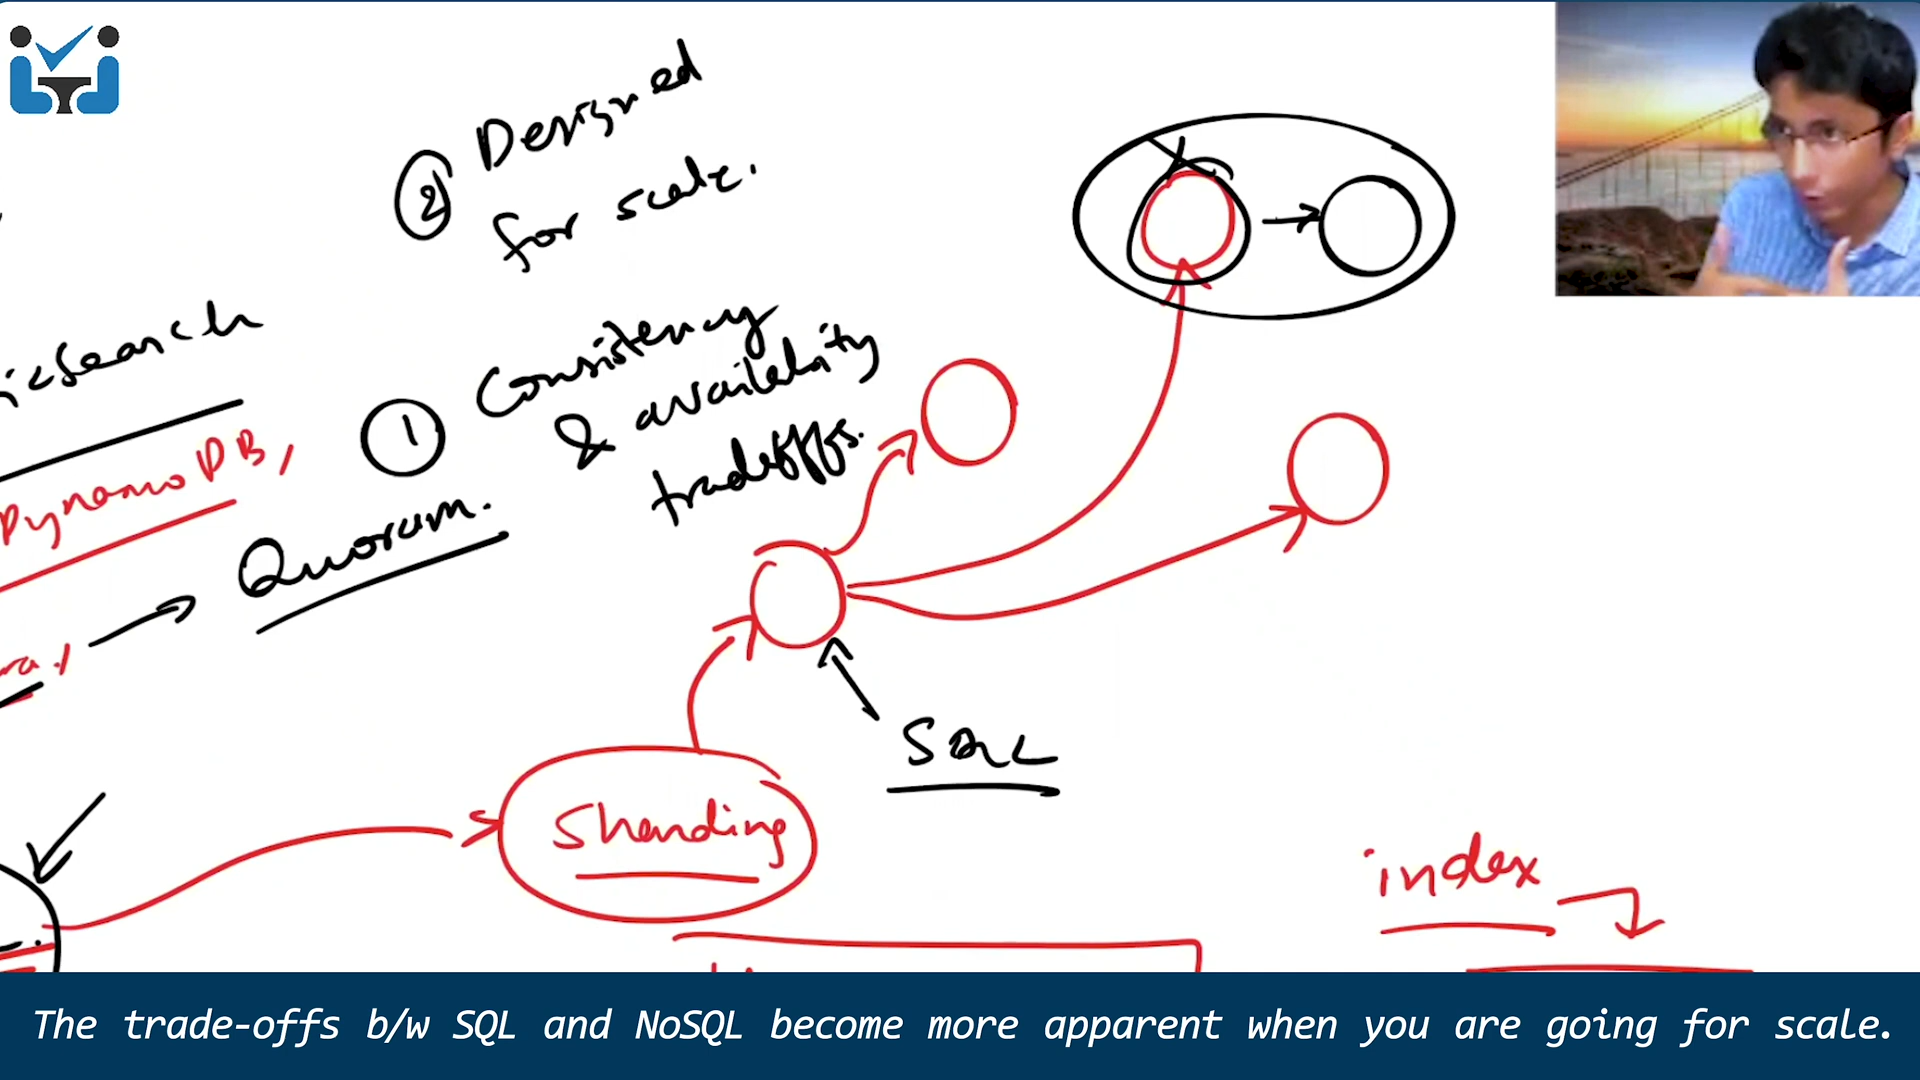 ② Designed
for scale.
icSearch
DynamoDB,
① Consistency
& availability
tradeoffs.
Quorum.
SQL
Sharding
index
The trade-offs b/w SQL and NoSQL become more apparent when you are going for scale.